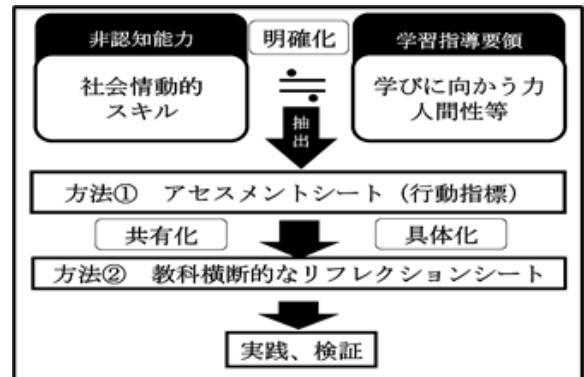 非認知能力
明確化
学習指導要領
社会情動的
スキル
≒
学びに向かう力
人間性等
抽出
方法① アセスメントシート（行動指標）
共有化
具体化
方法② 教科横断的なリフレクションシート
実践、検証